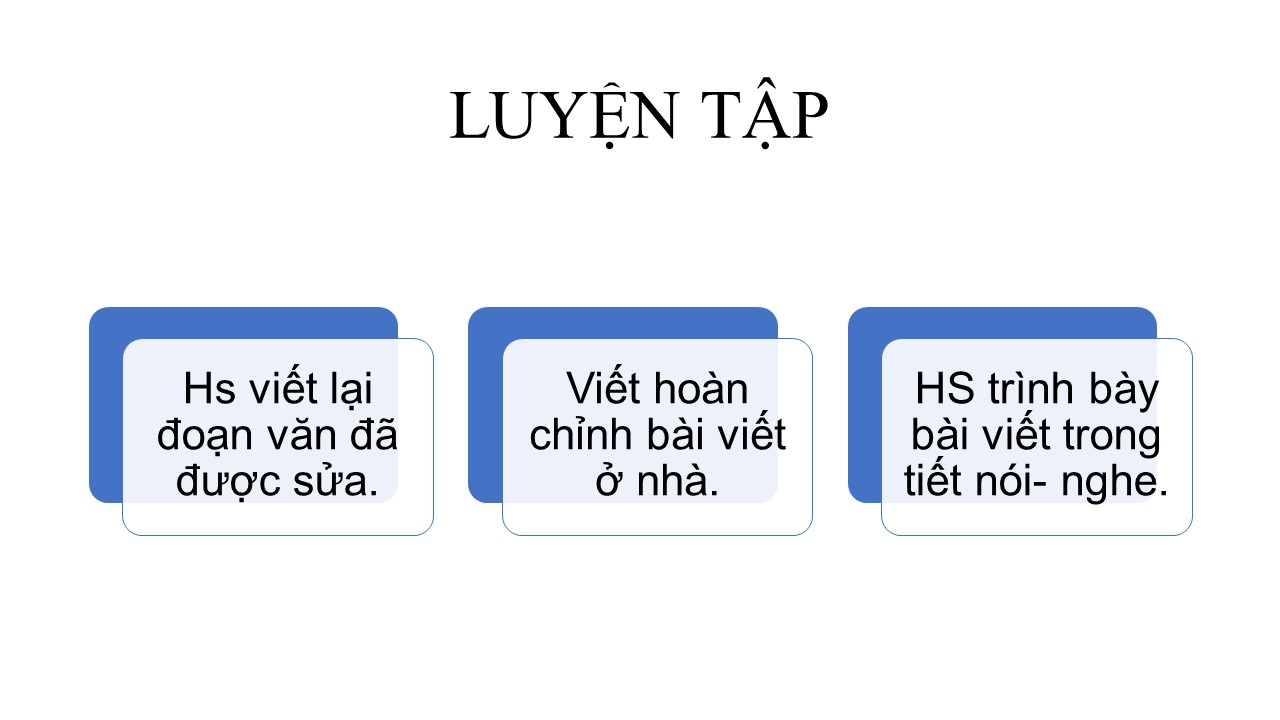 LUYỆN TẬP
Hs viết lại
đoạn văn đã
được sửa.
Viết hoàn
chỉnh bài viết
ở nhà.
HS trình bày
bài viết trong
tiết nói- nghe.